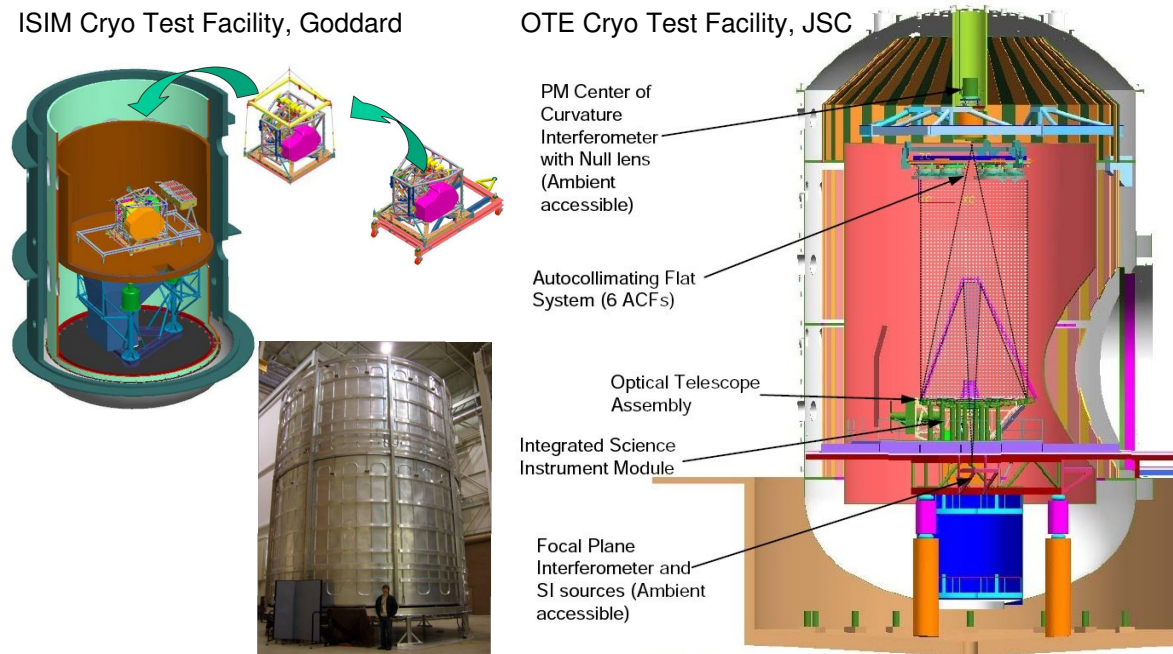 ISIM Cryo Test Facility, Goddard
OTE Cryo Test Facility, JSC
PM Center of
Curvature
Interferometer
with Null lens
(Ambient
accessible)
Autocollimating Flat
System (6 ACFs)
Optical Telescope
Assembly
Integrated Science
Instrument Module
Focal Plane
Interferometer and
SI sources (Ambient
accessible)